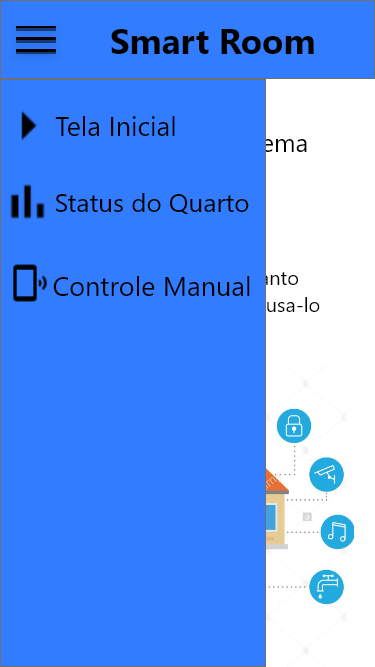 Smart Room
Tela Inicial
ema
Status do Quarto
anto
Controle Manual
usa-lo